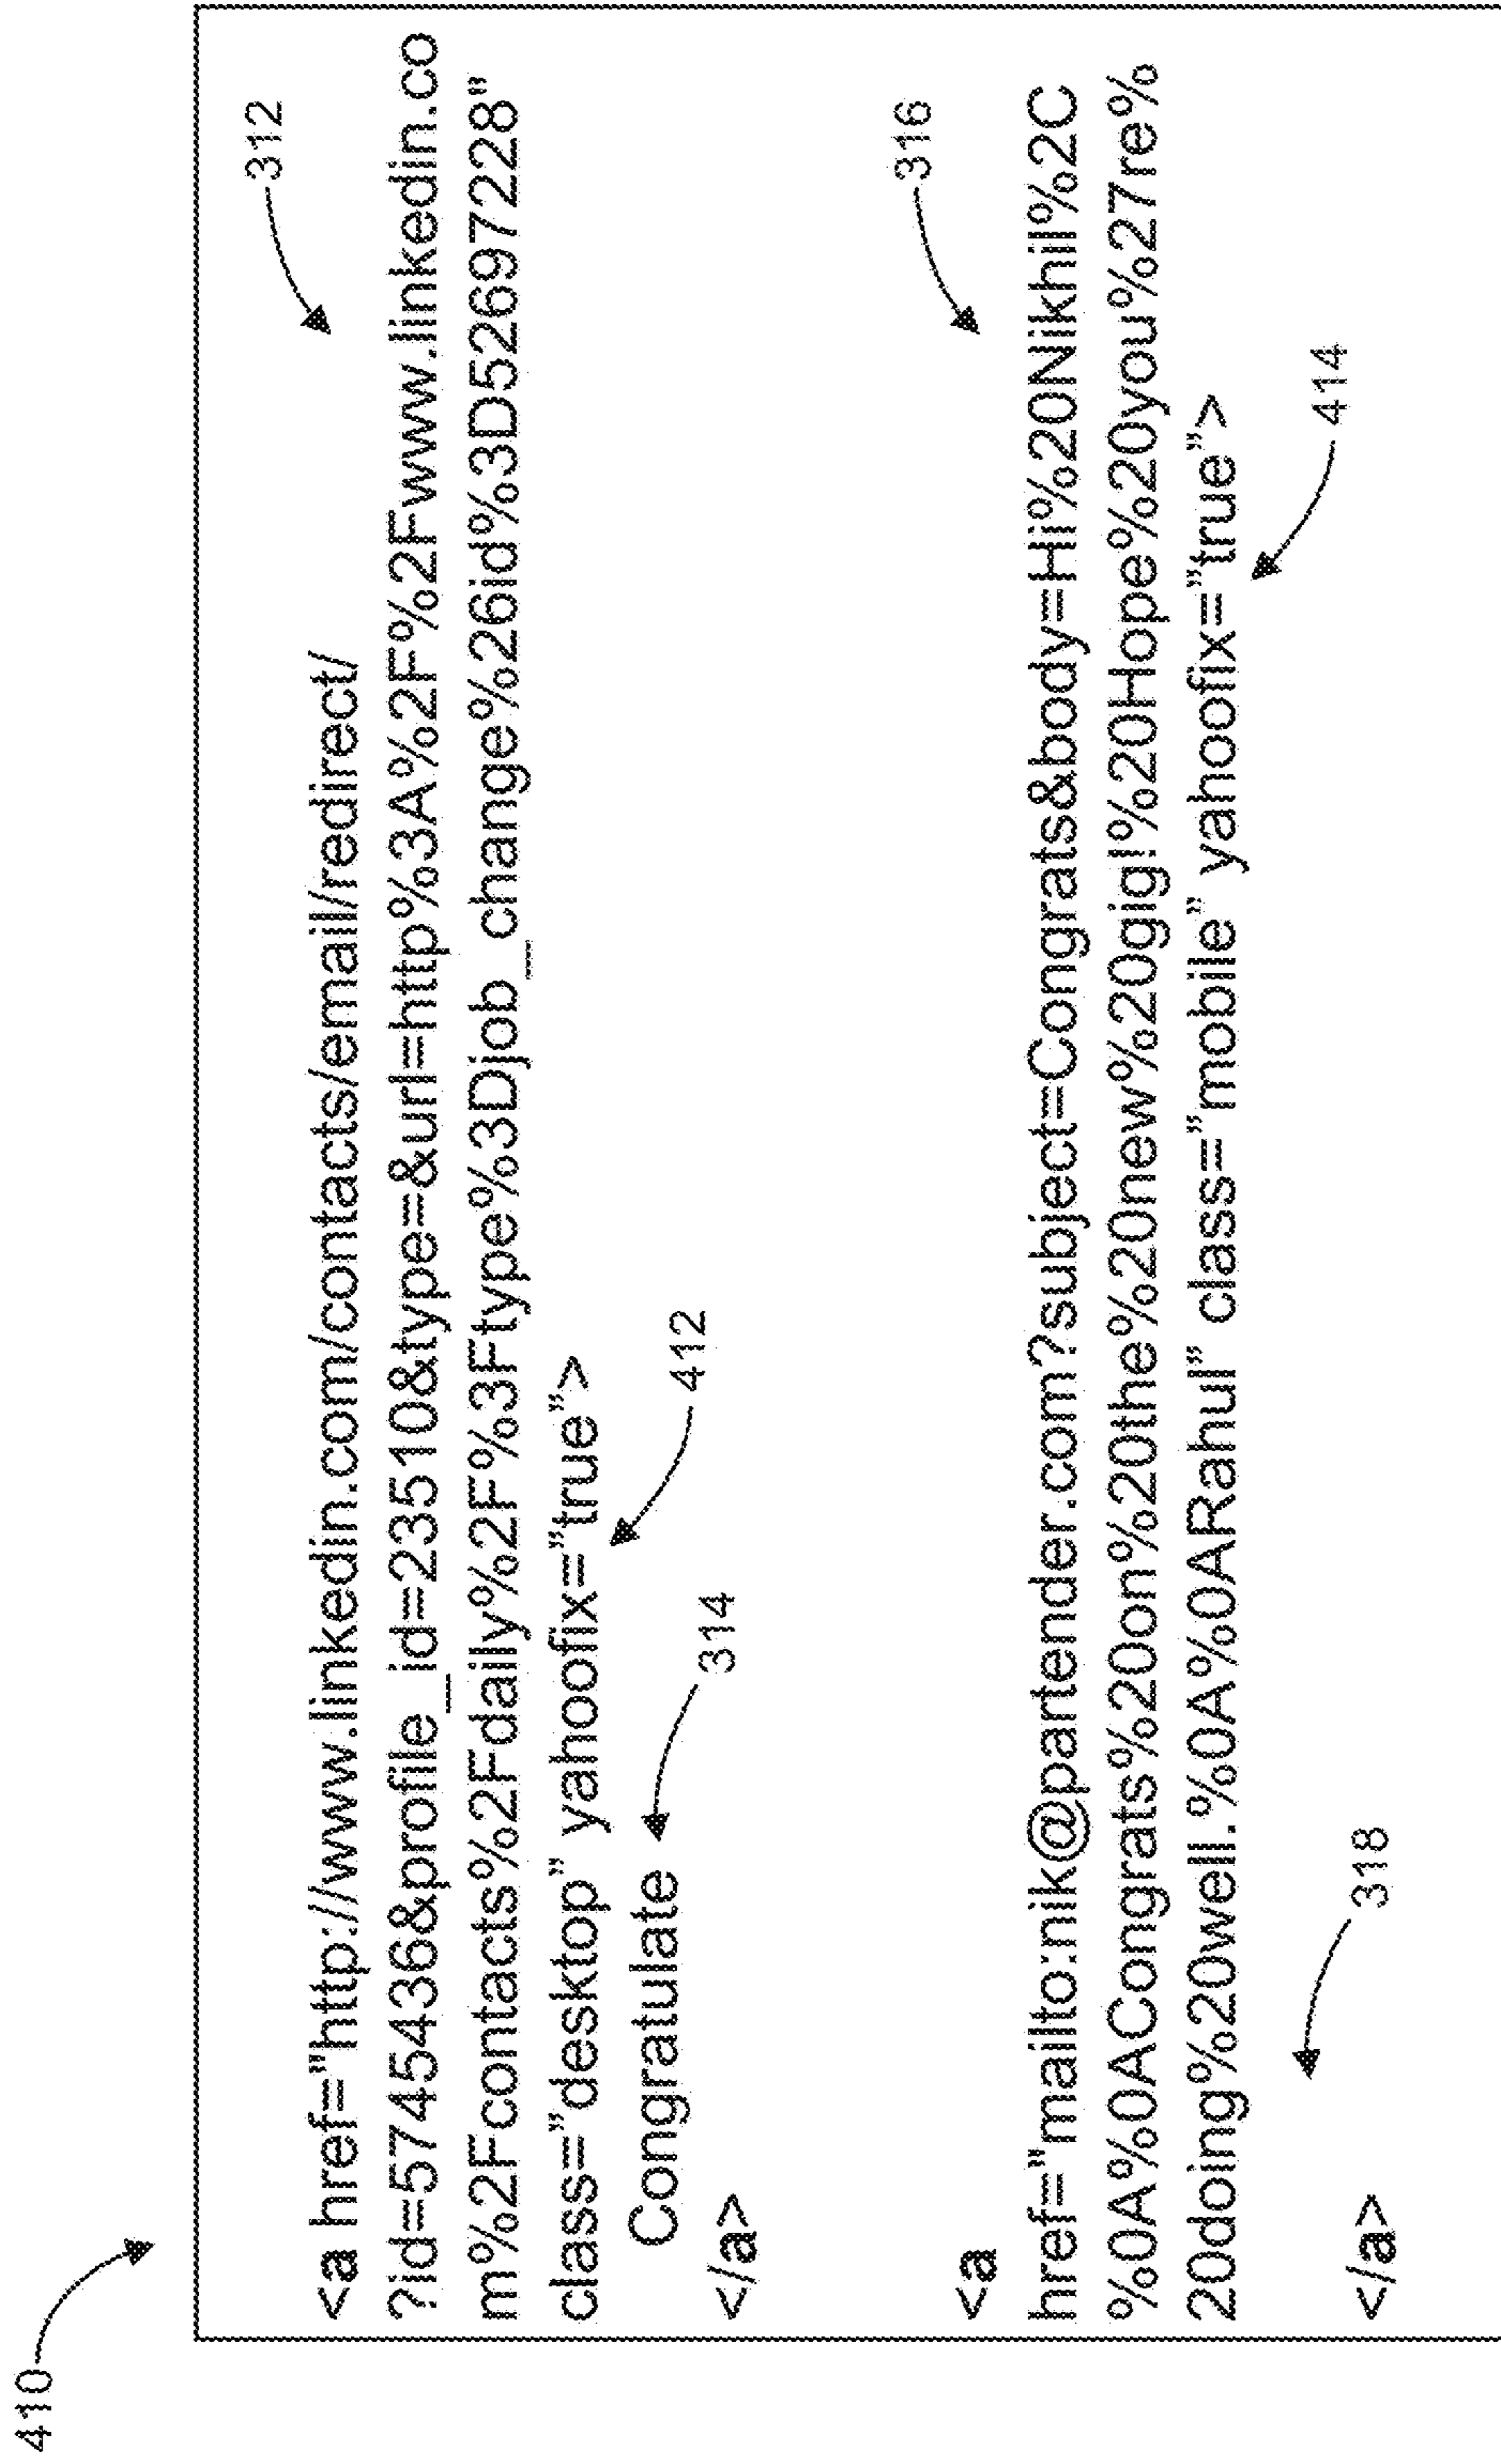 410
312
<a href="http://www.linkedin.com/contacts/email/redirect/
?id=5745436&profile_id=23510&type=&url=http%3A%2F%2Fwww.linkedin.co
m%2Fcontacts%2Fdaily%2F%3Ftype%3Djob_change%26id%3D52697228"
class=”desktop” yahoofix=”true”>
412
Congratulate
314
</a>
316
<a
href="mailto:nik@partender.com?subject=Congrats&body=Hi%20Nikhil%2C
%0A%0ACongrats%20on%20the%20new%20gig!%20Hope%20you%27re%
20doing%20well.%0A%0ARahul" class=”mobile” yahoofix=”true”>
414
318
</a>